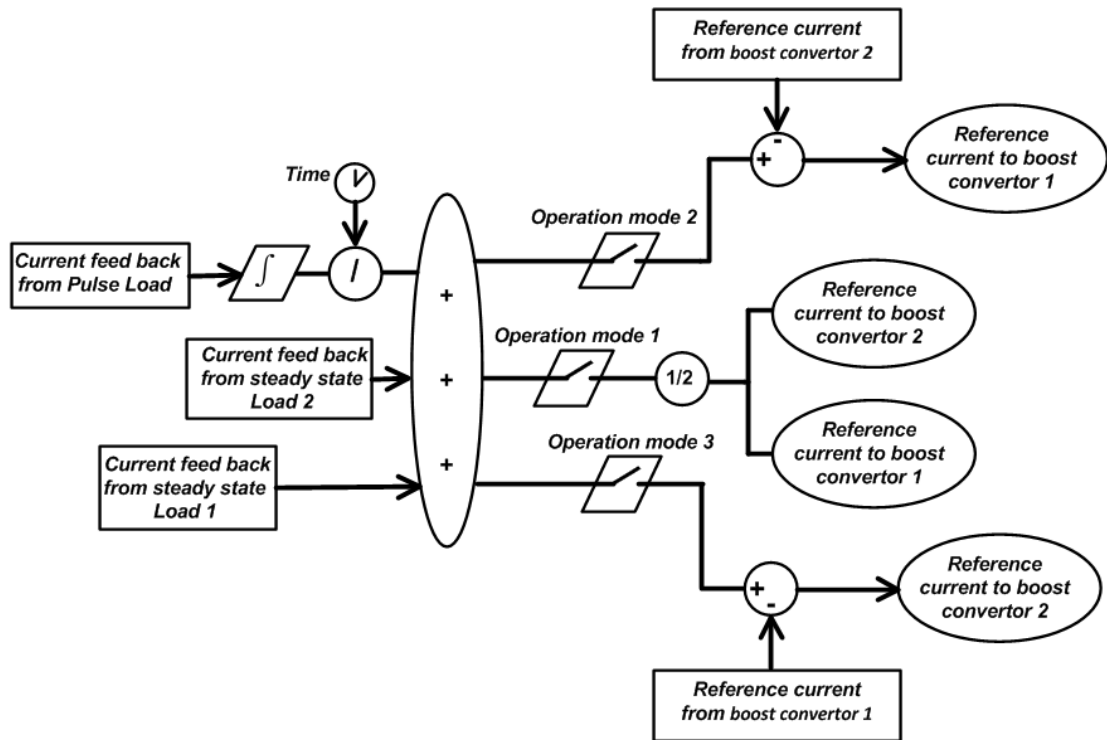 Reference current
from boost convertor 2
Reference
current to boost
convertor 1
-
+
Time
Operation mode 2
Current feed back
from Pulse Load
∫
/
+
Reference
current to boost
convertor 2
Operation mode 1
Current feed back
from steady state
Load 2
+
1/2
Reference
current to boost
convertor 1
Operation mode 3
Current feed back
from steady state
Load 1
+
+
-
Reference
current to boost
convertor 2
Reference current
from boost convertor 1